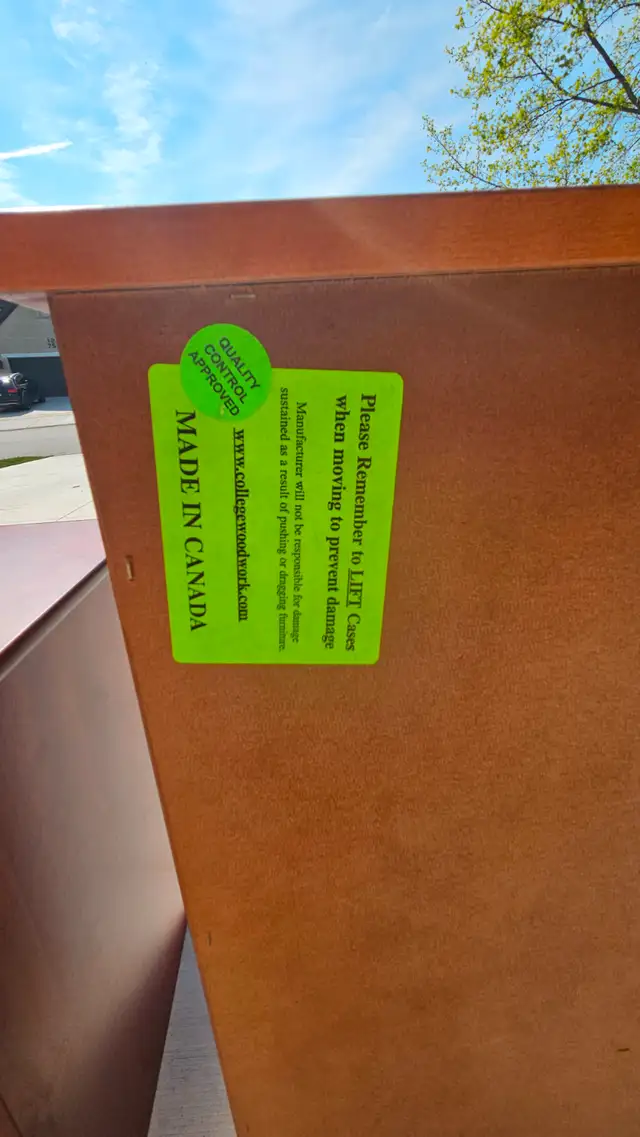 Please Remember to LIFT Cases
when moving to prevent damage
Manufacturer will not be responsible for damage
sustained as a result of pushing or dragging furniture.
www.collegewoodwork.com
MADE IN CANADA
QUALITY
CONTROL
APPROVED